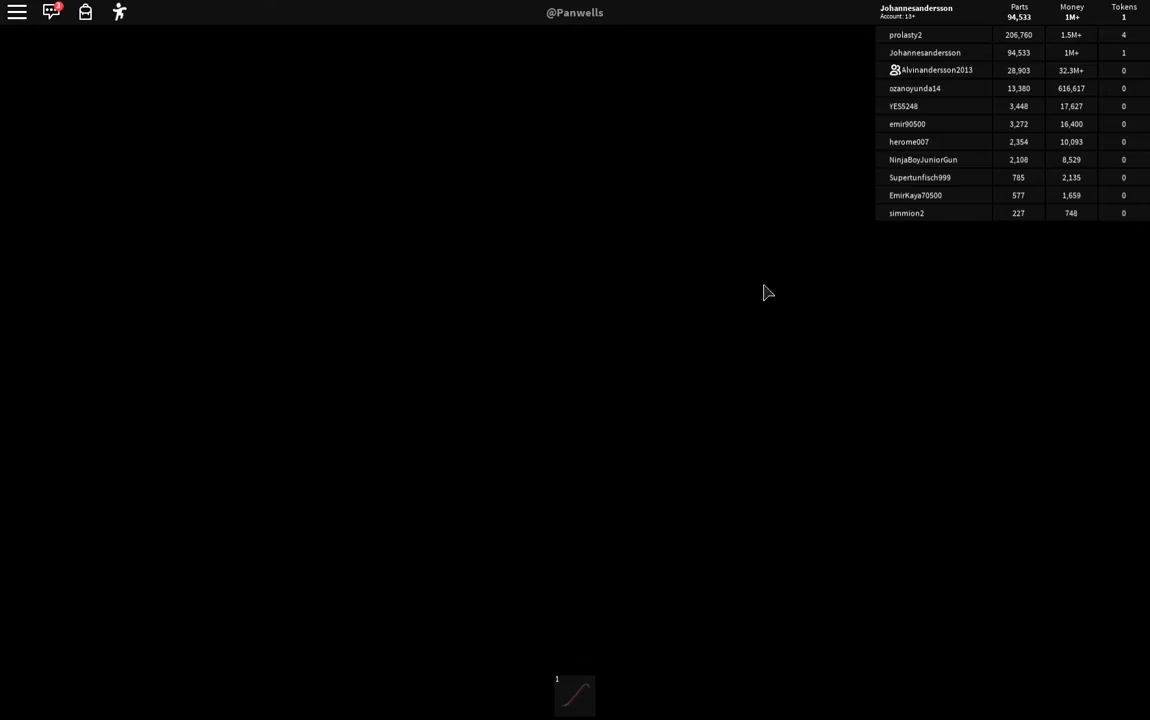 3
@Panwells
Johannesandersson Parts Money Tokens
Account: 13+ 94,533 1M+ 1
prolasty2 206,760 1.5M+ 4
Johannesandersson 94,533 1M+ 1
Alvinandersson2013 28,903 32.3M+ 0
ozanoyunda14 13,380 616,617 0
YES5248 3,448 17,627 0
emir90500 3,272 16,400 0
herome007 2,354 10,093 0
NinjaBoyJuniorGun 2,108 8,529 0
Supertunfisch999 785 2,135 0
EmirKaya70500 577 1,659 0
simmion2 227 748 0
1